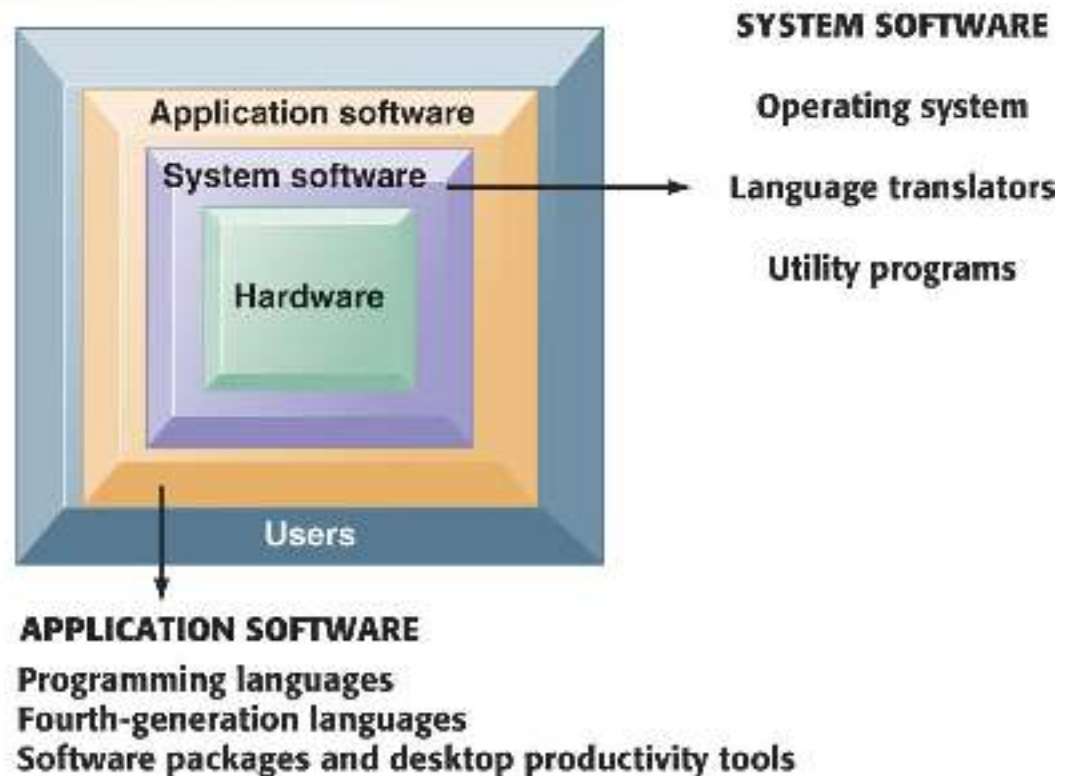 SYSTEM SOFTWARE
Application software
Operating system
System software
Language translators
Utility programs
Hardware
Users
APPLICATION SOFTWARE
Programming languages
Fourth-generation languages
Software packages and desktop productivity tools